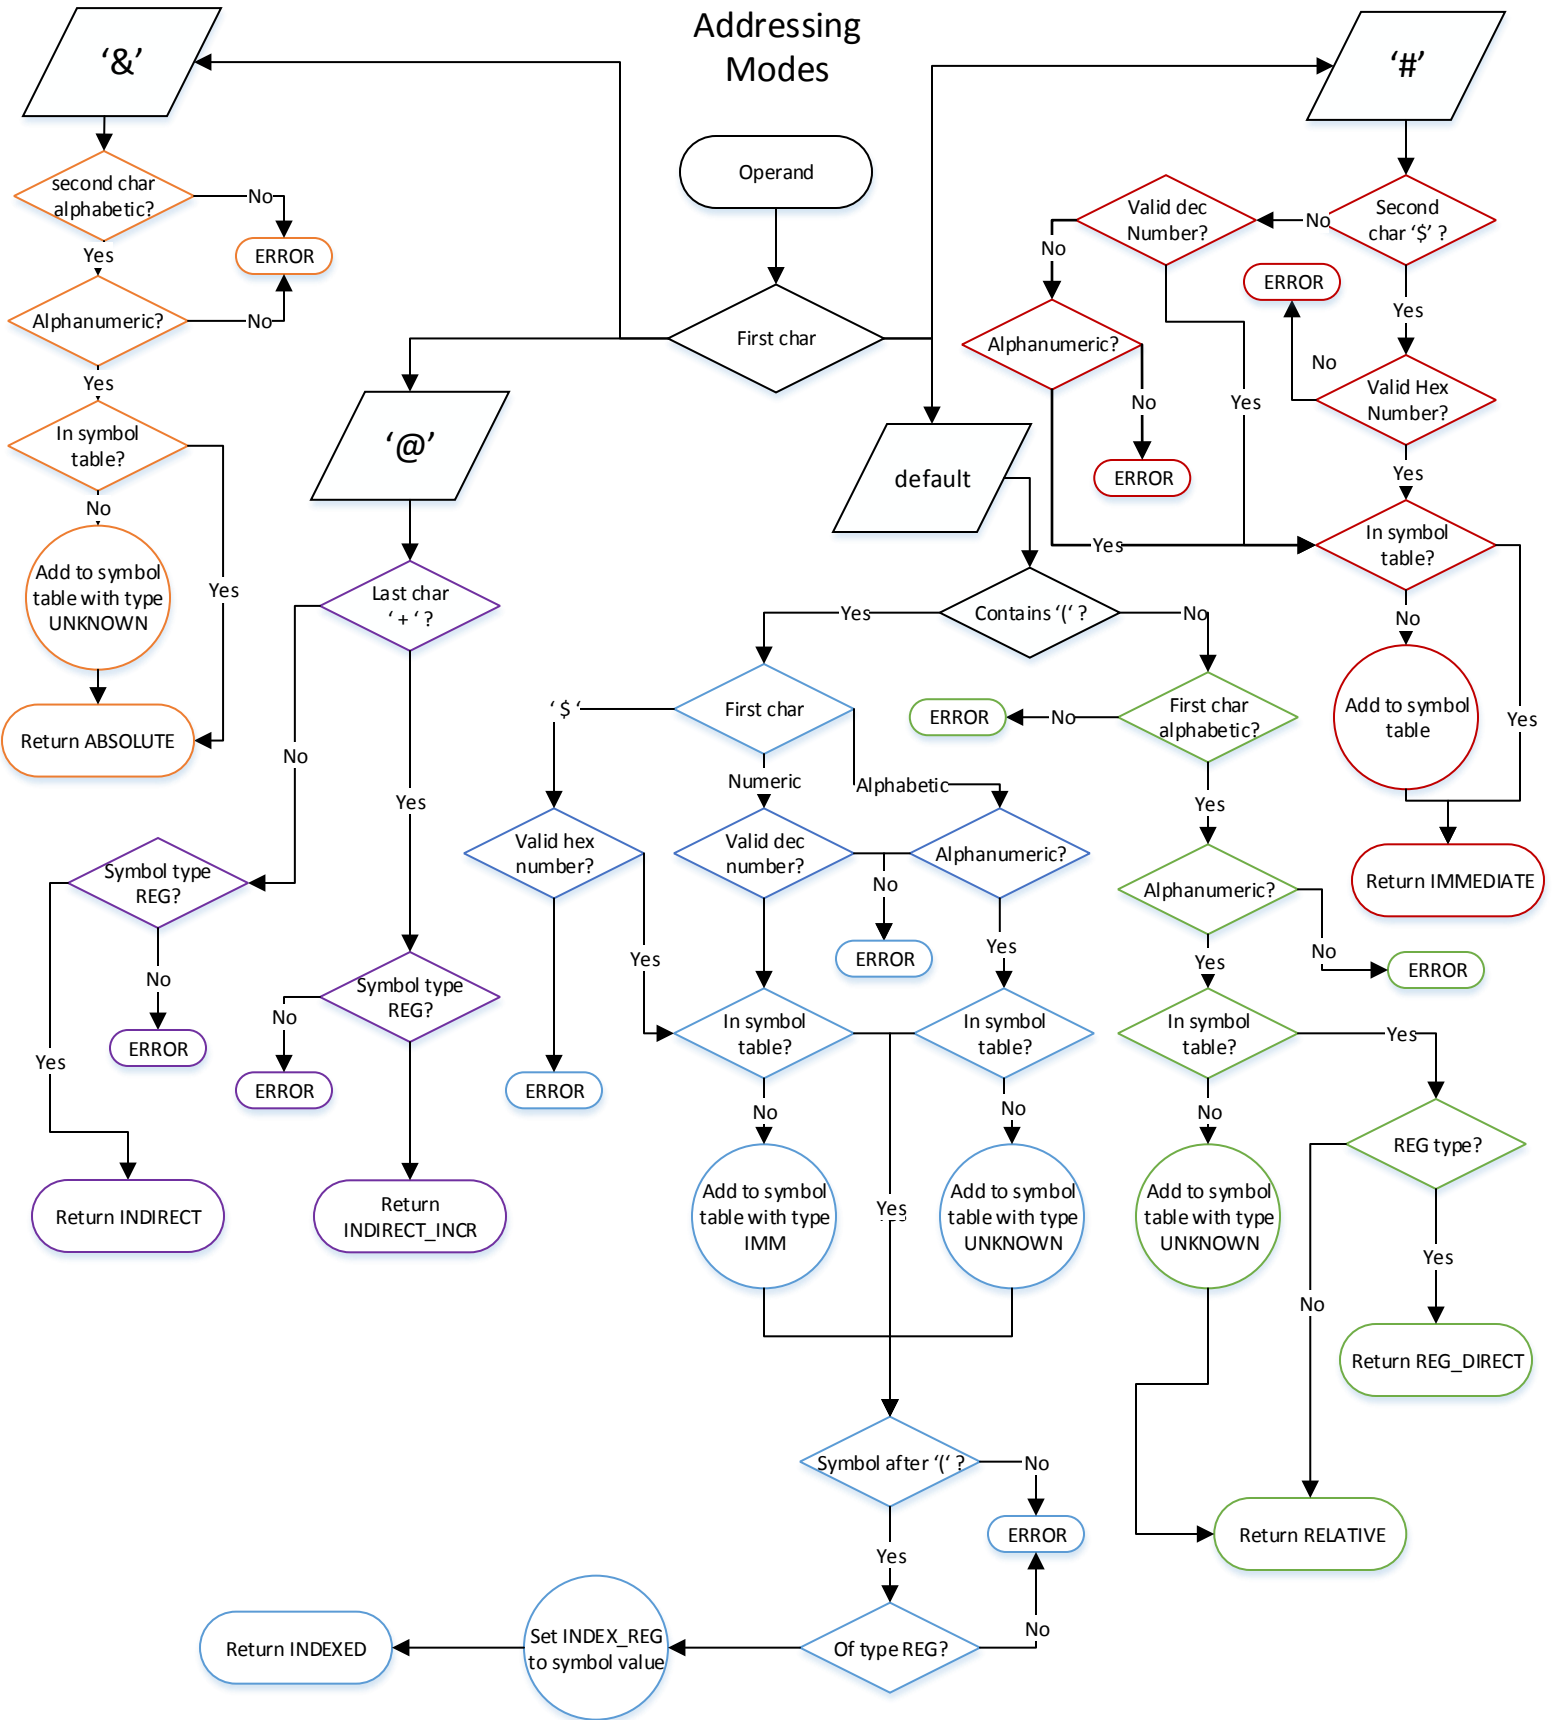 Addressing
Modes
‘&’
‘#’
Operand
First char
second char
alphabetic?
No
ERROR
Yes
Alphanumeric?
No
Yes
In symbol
table?
No
Yes
Add to symbol
table with type
UNKNOWN
Return ABSOLUTE
‘@’
Last char
‘ + ‘ ?
No
Yes
Symbol type
REG?
No
ERROR
Yes
Return INDIRECT
Symbol type
REG?
No
ERROR
Return
INDIRECT_INCR
default
Contains ‘(‘ ?
Yes
No
First char
‘ $ ‘
Numeric
Alphabetic
Valid hex
number?
Yes
ERROR
Valid dec
number?
No
ERROR
Alphanumeric?
Yes
In symbol
table?
No
Yes
In symbol
table?
No
Add to symbol
table with type
IMM
Add to symbol
table with type
UNKNOWN
Symbol after ‘(‘ ?
No
ERROR
Yes
Of type REG?
No
Set INDEX_REG
to symbol value
Return INDEXED
First char
alphabetic?
No
ERROR
Yes
Alphanumeric?
No
ERROR
Yes
In symbol
table?
Yes
No
Add to symbol
table with type
UNKNOWN
REG type?
No
Yes
Return REG_DIRECT
Return RELATIVE
Second
char ‘$’ ?
No
Yes
Valid dec
Number?
No
Yes
Alphanumeric?
No
ERROR
Yes
Valid Hex
Number?
No
ERROR
Yes
In symbol
table?
No
Yes
Add to symbol
table
Return IMMEDIATE